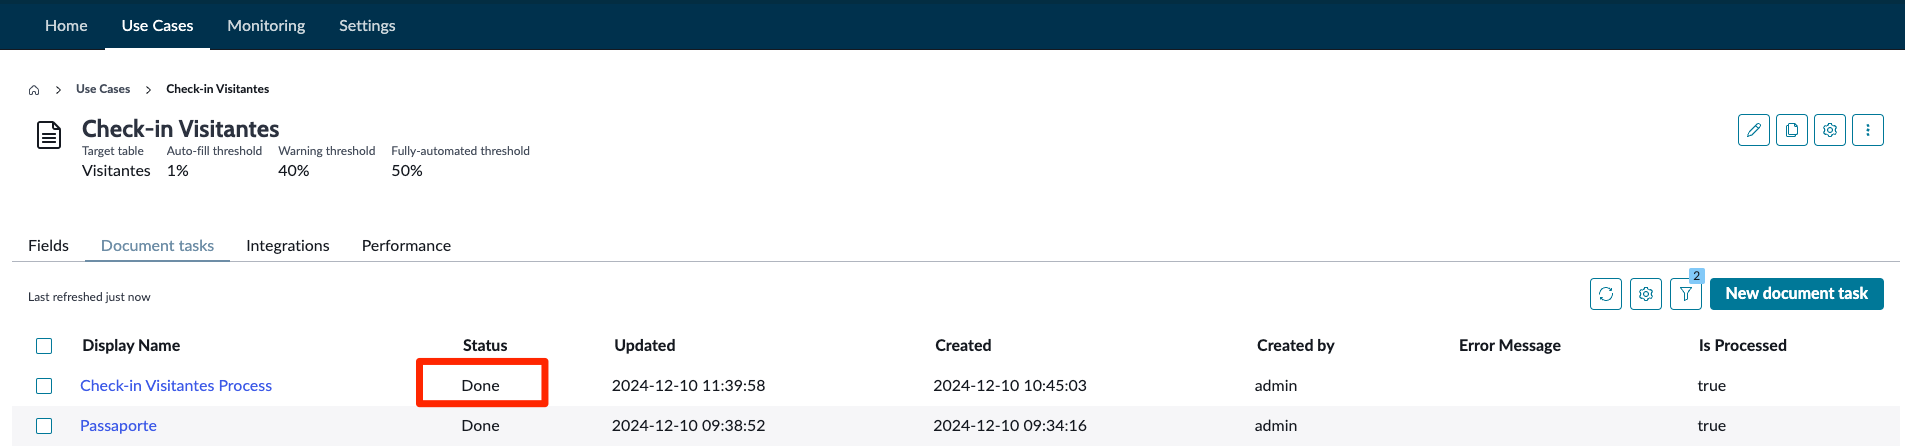 Home Use Cases Monitoring Settings
Use Cases Check-in Visitantes
Check-in Visitantes
Target table Auto-fill threshold Warning threshold Fully-automated threshold
Visitantes 1% 40% 50%
Fields Document tasks Integrations Performance
2
Last refreshed just now New document task
Display Name Status Updated Created Created by Error Message Is Processed
Check-in Visitantes Process Done 2024-12-10 11:39:58 2024-12-10 10:45:03 admin true
Passaporte Done 2024-12-10 09:38:52 2024-12-10 09:34:16 admin true